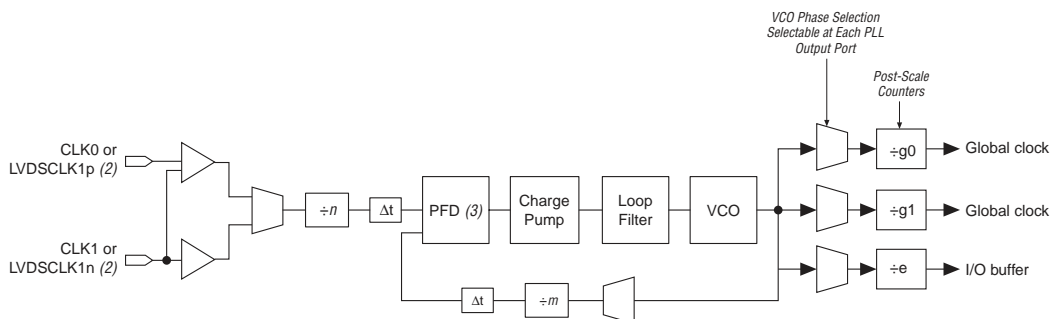 VCO Phase Selection
Selectable at Each PLL
Output Port
Post-Scale
Counters
CLK0 or
LVDSCLK1p (2)
÷g0
Global clock
÷n
Δt
PFD (3)
Charge
Pump
Loop
Filter
VCO
÷g1
Global clock
CLK1 or
LVDSCLK1n (2)
÷e
I/O buffer
Δt
÷m